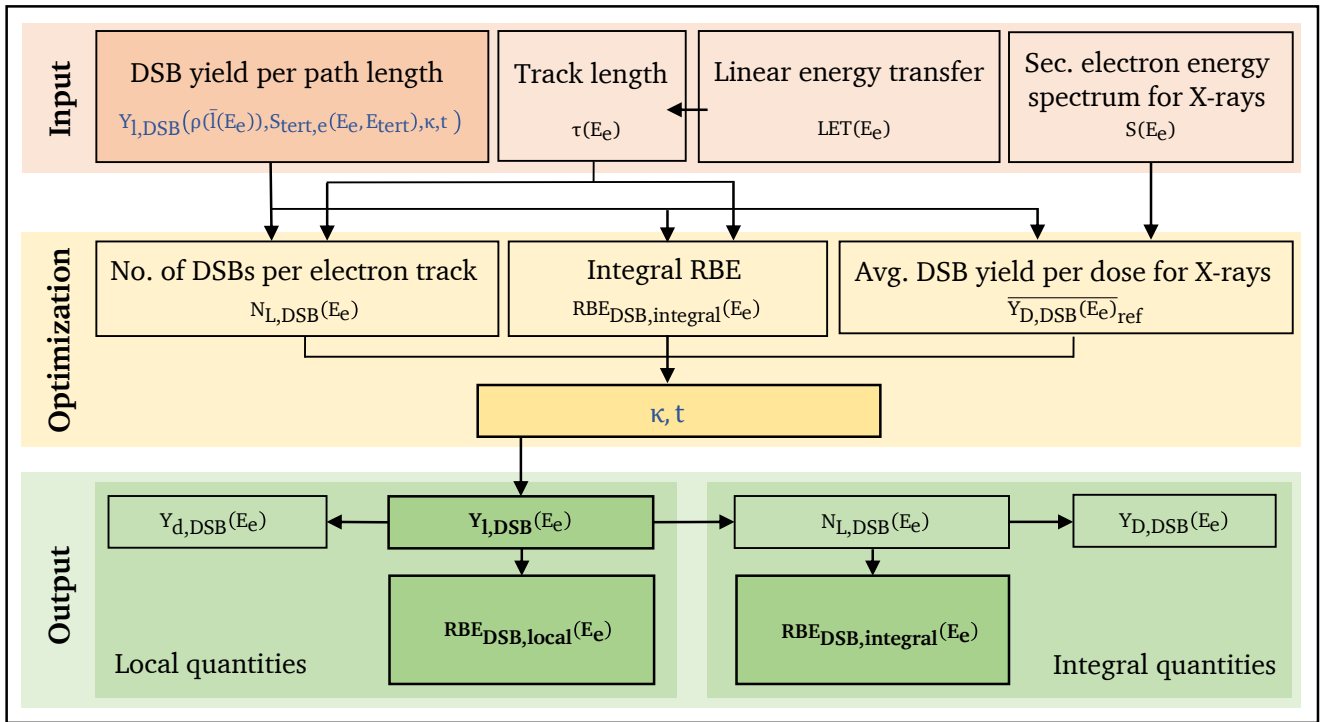 Input
DSB yield per path length
Y_l,DSB(ρ(l̄(E_e)),S_tert,e(E_e,E_tert),κ,t )
Track length
τ(E_e)
Linear energy transfer
LET(E_e)
Sec. electron energy
spectrum for X-rays
S(E_e)
Optimization
No. of DSBs per electron track
N_L,DSB(E_e)
Integral RBE
RBE_DSB,integral(E_e)
Avg. DSB yield per dose for X-rays
\overline{Y_D,DSB(E_e)}_ref
κ, t
Output
Y_d,DSB(E_e)
Y_l,DSB(E_e)
N_L,DSB(E_e)
Y_D,DSB(E_e)
RBE_DSB,local(E_e)
RBE_DSB,integral(E_e)
Local quantities
Integral quantities